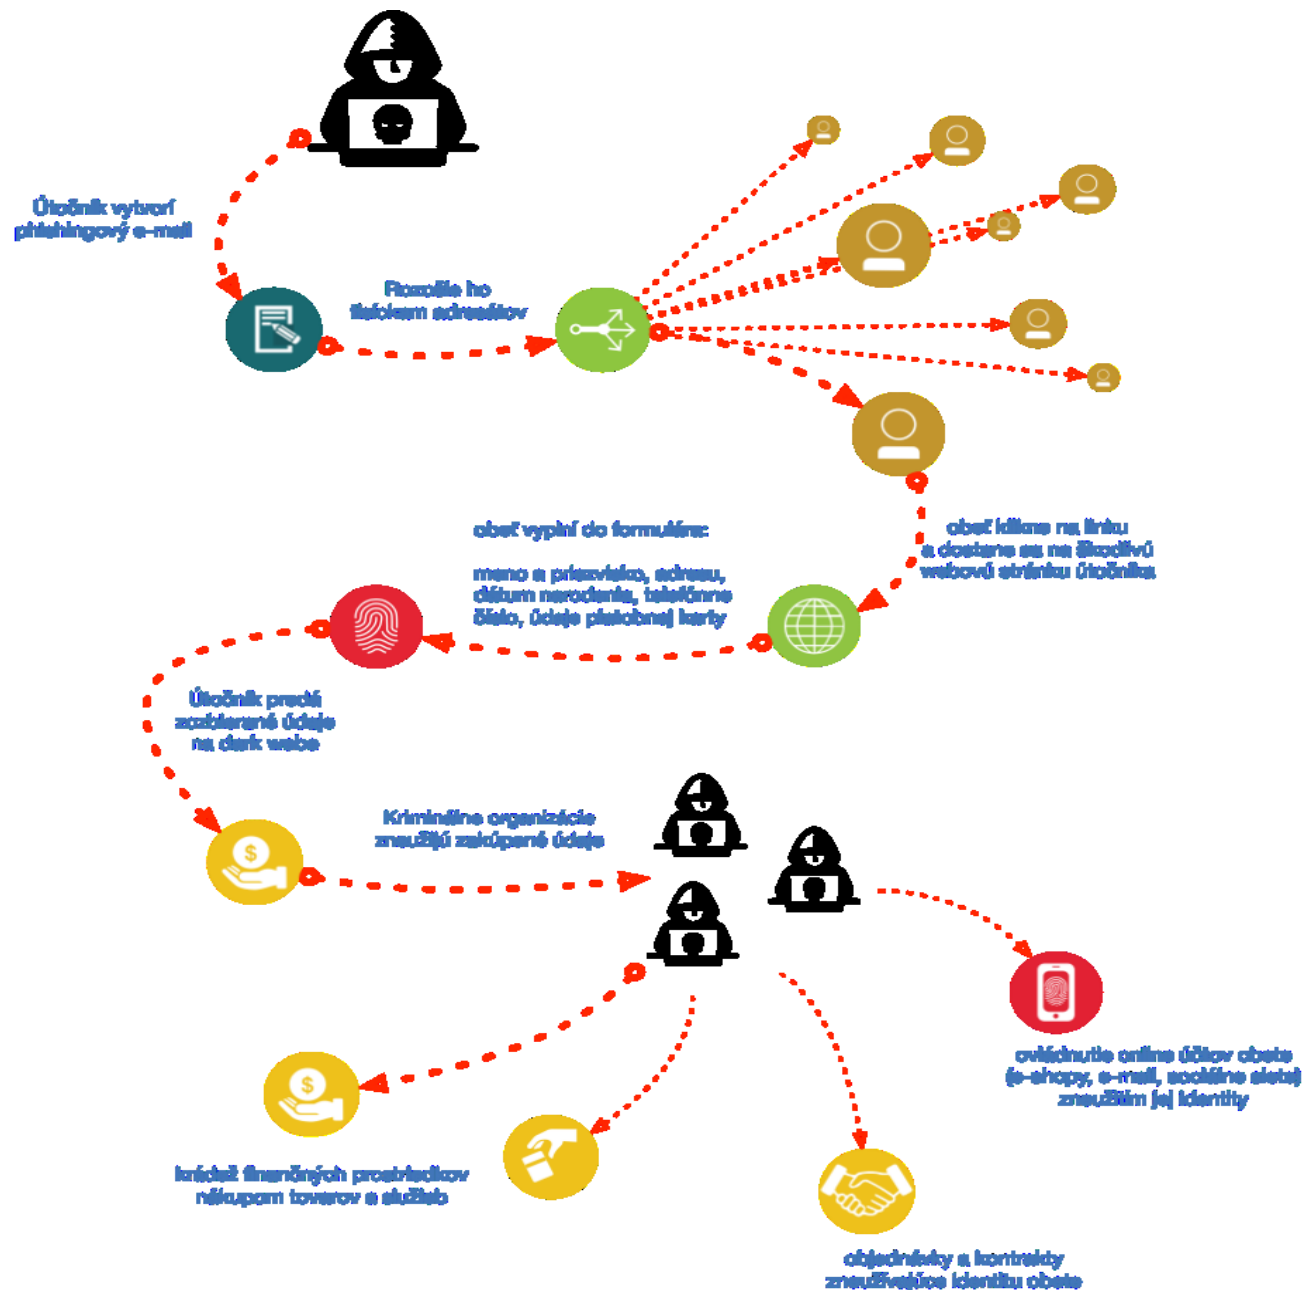 Útočník vytvorí
phishingový e-mail
Rozošle ho
tisíckam adresátov
obeť klikne na linku
a dostane sa na škodlivú
webovú stránku útočníka
obeť vyplní do formulára:
meno a priezvisko, adresu,
dátum narodenia, telefónne
číslo, údaje platobnej karty
Útočník predá
zozbierané údaje
na dark webe
Kriminálne organizácie
zneužijú zakúpené údaje
$
ovládnutie online účtov obete
(e-shopy, e-mail, sociálne siete)
zneužitím jej identity
$
krádež finančných prostriedkov
nákupom tovarov a služieb
objednávky a kontrakty
zneužívajúce identitu obete